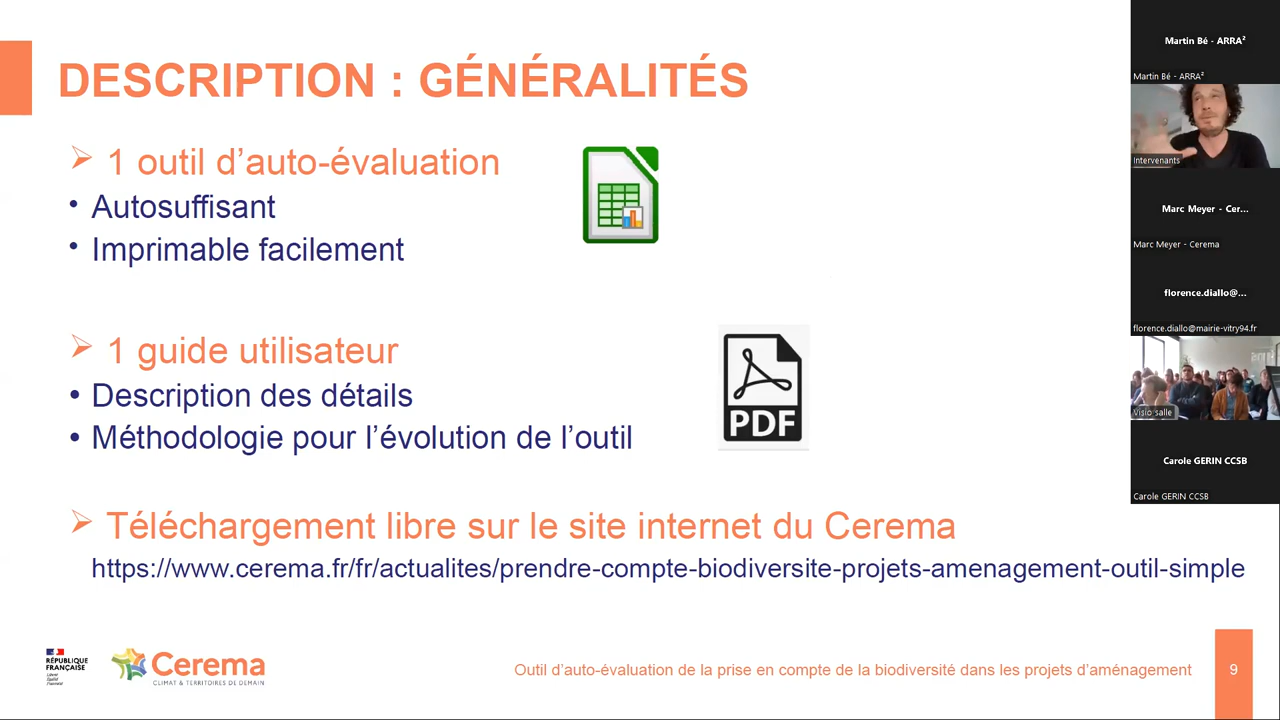 DESCRIPTION : GÉNÉRALITÉS
➢ 1 outil d’auto-évaluation
• Autosuffisant
• Imprimable facilement
➢ 1 guide utilisateur
• Description des détails
• Méthodologie pour l’évolution de l’outil
PDF
➢ Téléchargement libre sur le site internet du Cerema
https://www.cerema.fr/fr/actualites/prendre-compte-biodiversite-projets-amenagement-outil-simple
RÉPUBLIQUE
FRANÇAISE
Liberté
Égalité
Fraternité
Cerema
CLIMAT & TERRITOIRES DE DEMAIN
Outil d’auto-évaluation de la prise en compte de la biodiversité dans les projets d’aménagement
9
Martin Bé - ARRA²
Martin Bé - ARRA²
Intervenants
Marc Meyer - Cer...
Marc Meyer - Cerema
florence.diallo@...
florence.diallo@mairie-vitry94.fr
Visio salle
Carole GERIN CCSB
Carole GERIN CCSB